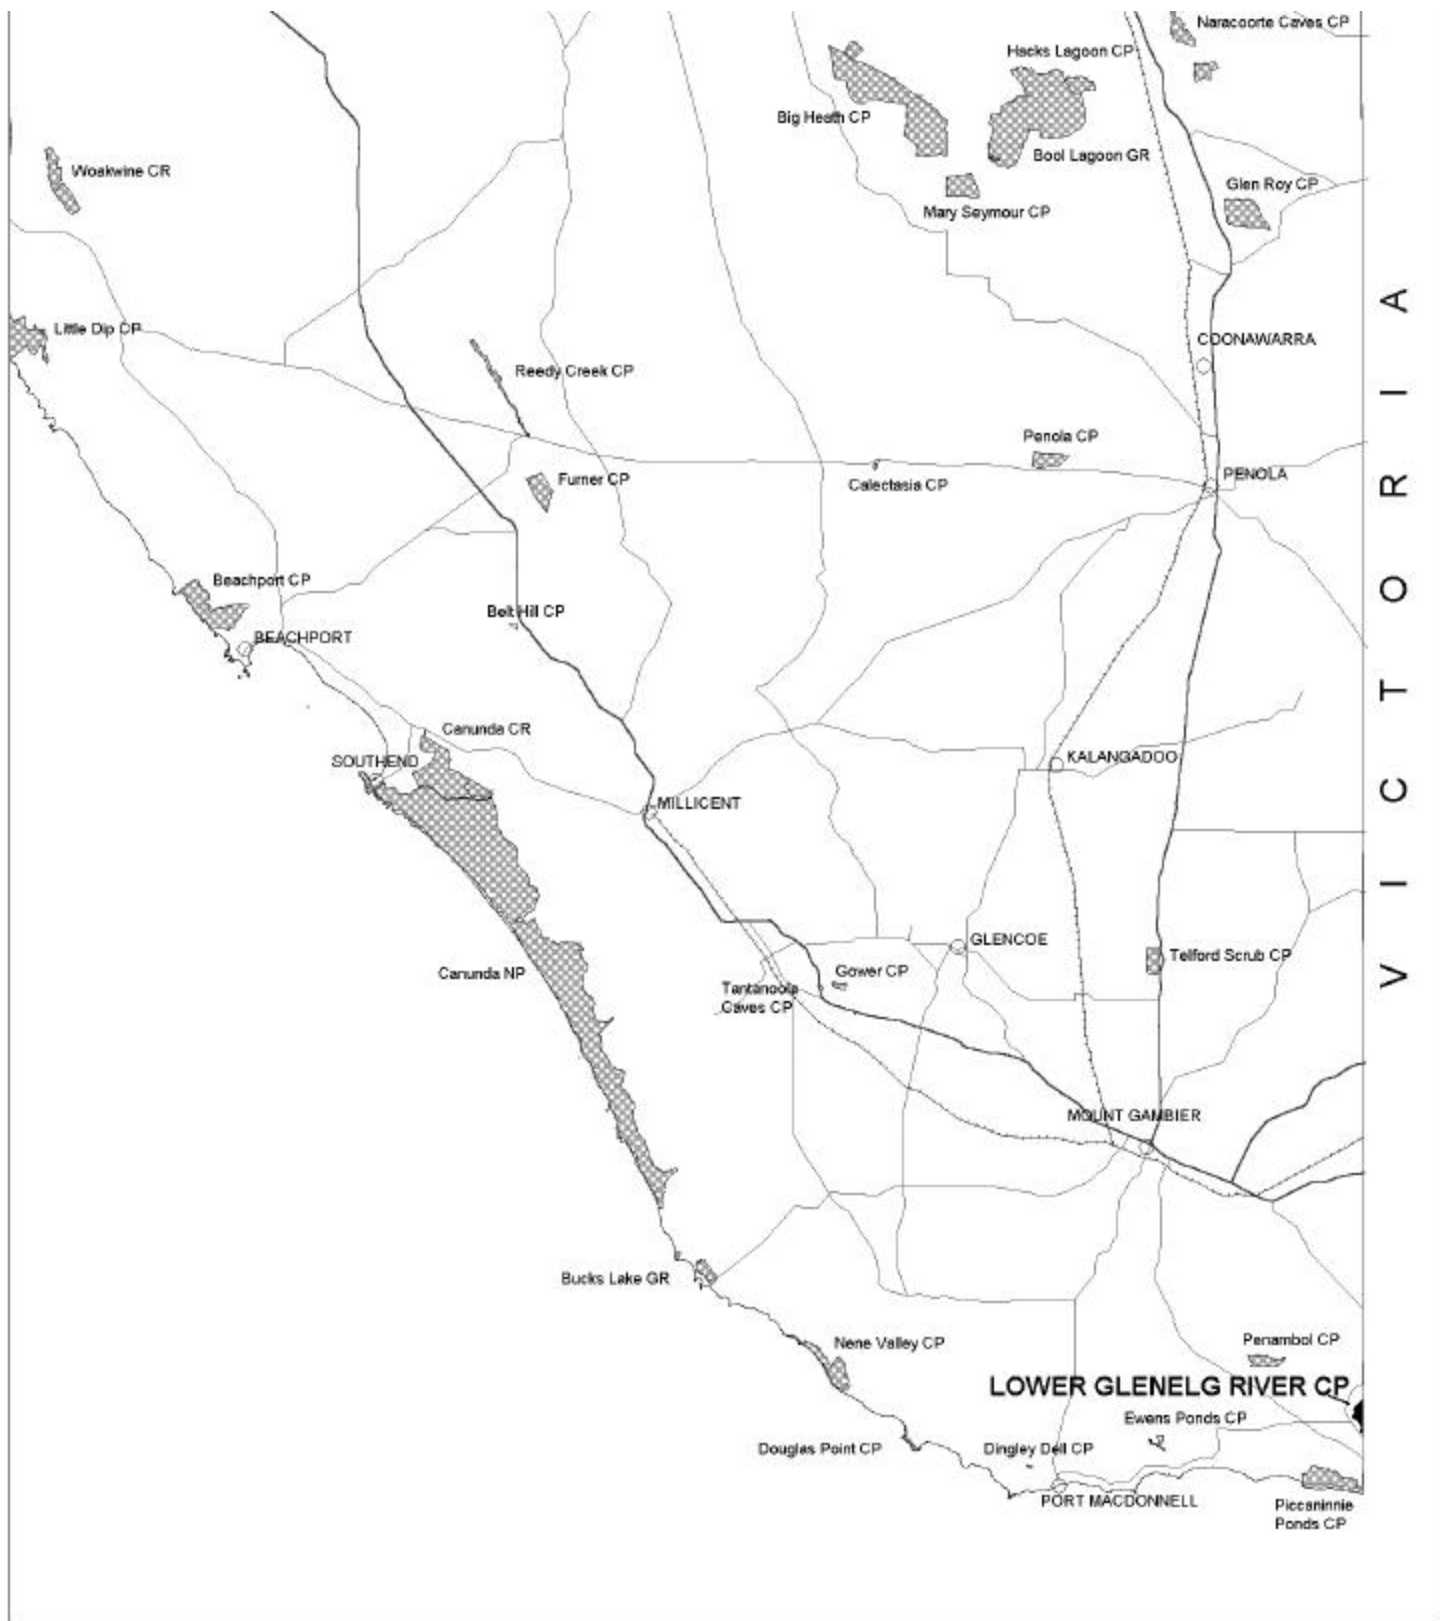 Naracoorte Caves CP
Hacks Lagoon CP
Big Heath CP
Bool Lagoon GR
Woakwine CR
Glen Roy CP
Mary Seymour CP
Little Dip CP
COONAWARRA
Reedy Creek CP
Penola CP
PENOLA
Furner CP
Calectasia CP
Beachport CP
Belt Hill CP
BEACHPORT
Canunda CR
KALANGADOO
SOUTHEND
MILLICENT
GLENCOE
Telford Scrub CP
Canunda NP
Gower CP
Tantanoola
Caves CP
MOUNT GAMBIER
Bucks Lake GR
Nene Valley CP
Penambol CP
LOWER GLENELG RIVER CP
Ewens Ponds CP
Douglas Point CP
Dingley Dell CP
PORT MACDONNELL
Piccaninnie
Ponds CP
VICTORIA